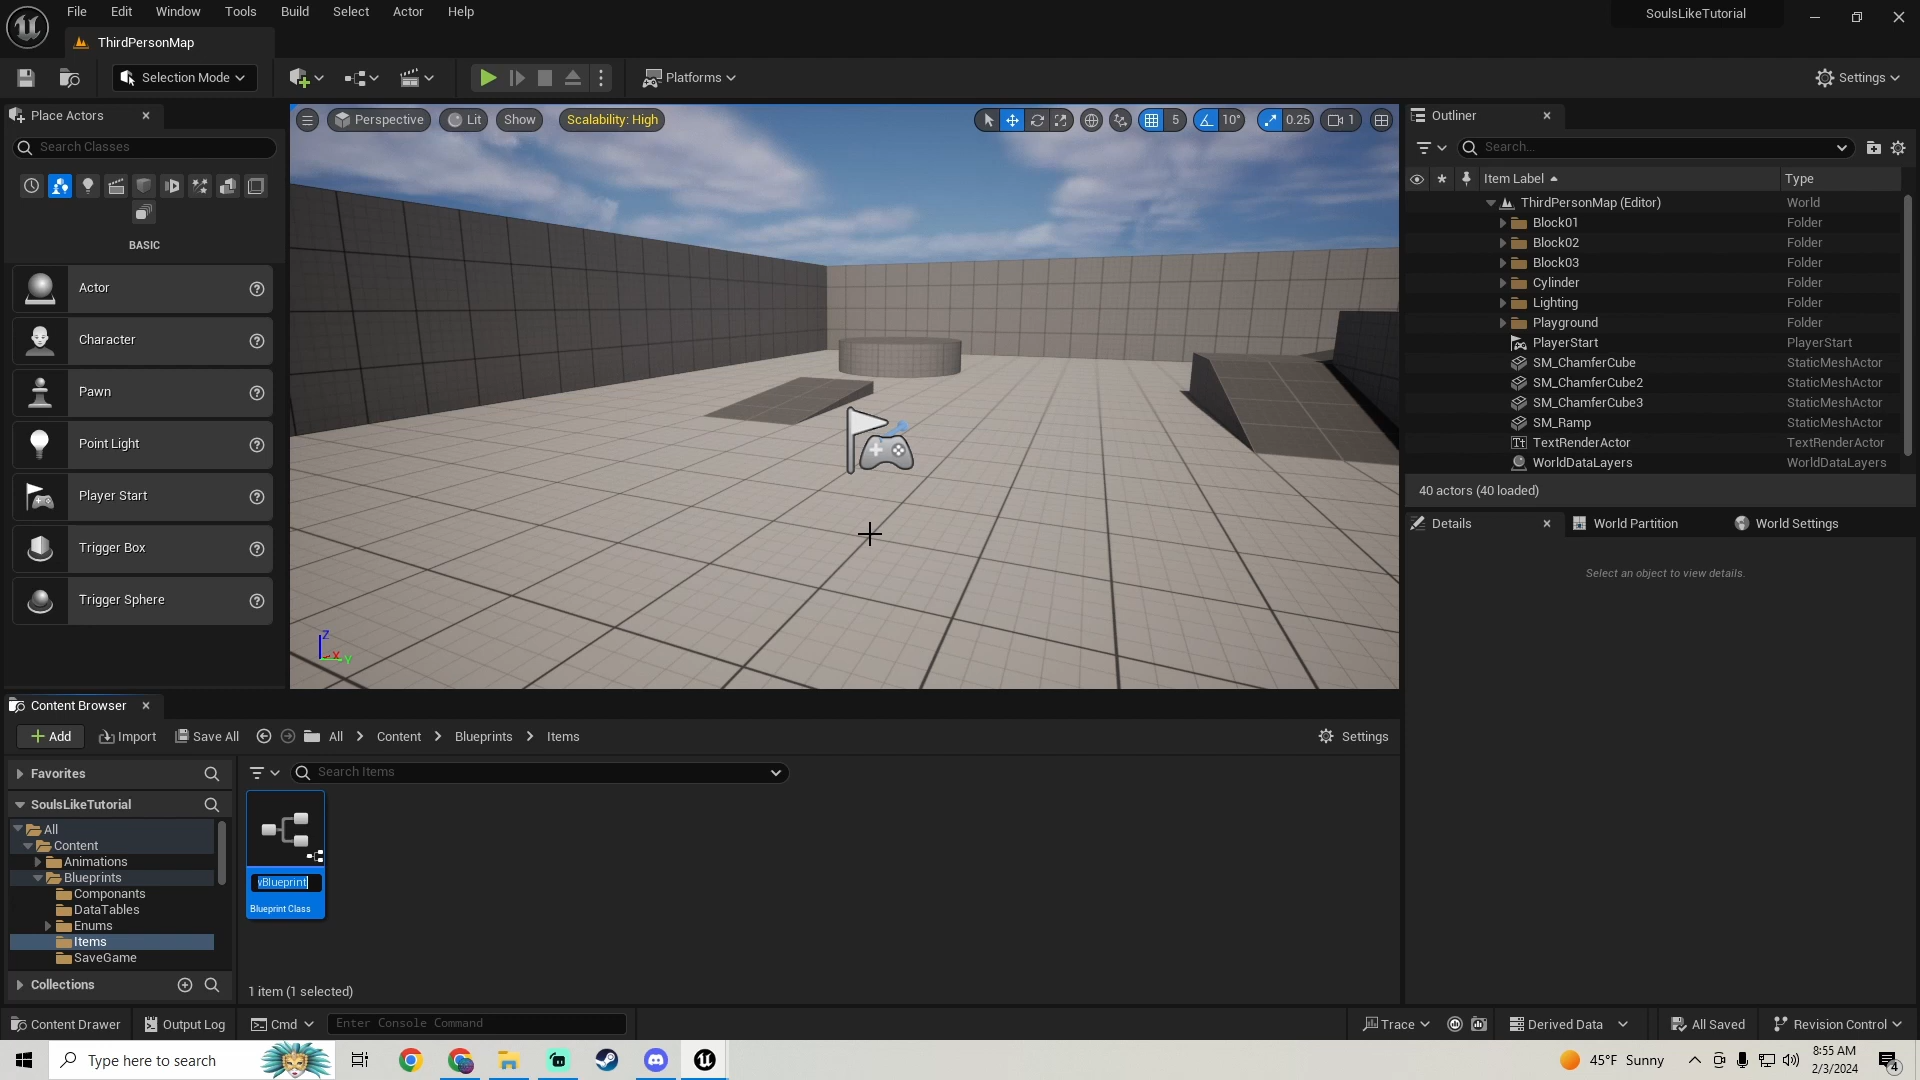 File Edit Window Tools Build Select Actor Help
SoulsLikeTutorial
ThirdPersonMap
Selection Mode
Platforms
Settings
Place Actors
Search Classes
BASIC
Actor
Character
Pawn
Point Light
Player Start
Trigger Box
Trigger Sphere
Perspective Lit Show Scalability: High
5 10° 0.25 1
Outliner
Search...
Item Label Type
ThirdPersonMap (Editor) World
Block01 Folder
Block02 Folder
Block03 Folder
Cylinder Folder
Lighting Folder
Playground Folder
PlayerStart PlayerStart
SM_ChamferCube StaticMeshActor
SM_ChamferCube2 StaticMeshActor
SM_ChamferCube3 StaticMeshActor
SM_Ramp StaticMeshActor
TextRenderActor TextRenderActor
WorldDataLayers WorldDataLayers
40 actors (40 loaded)
Details World Partition World Settings
Select an object to view details.
Z
X Y
Content Browser
Add Import Save All All Content Blueprints Items Settings
Favorites
SoulsLikeTutorial
All
Content
Animations
Blueprints
Componants
DataTables
Enums
Items
SaveGame
Collections
Search Items
vBlueprint
Blueprint Class
1 item (1 selected)
Content Drawer Output Log Cmd Enter Console Command Trace Derived Data All Saved Revision Control
Type here to search
45°F Sunny
8:55 AM
2/3/2024
4